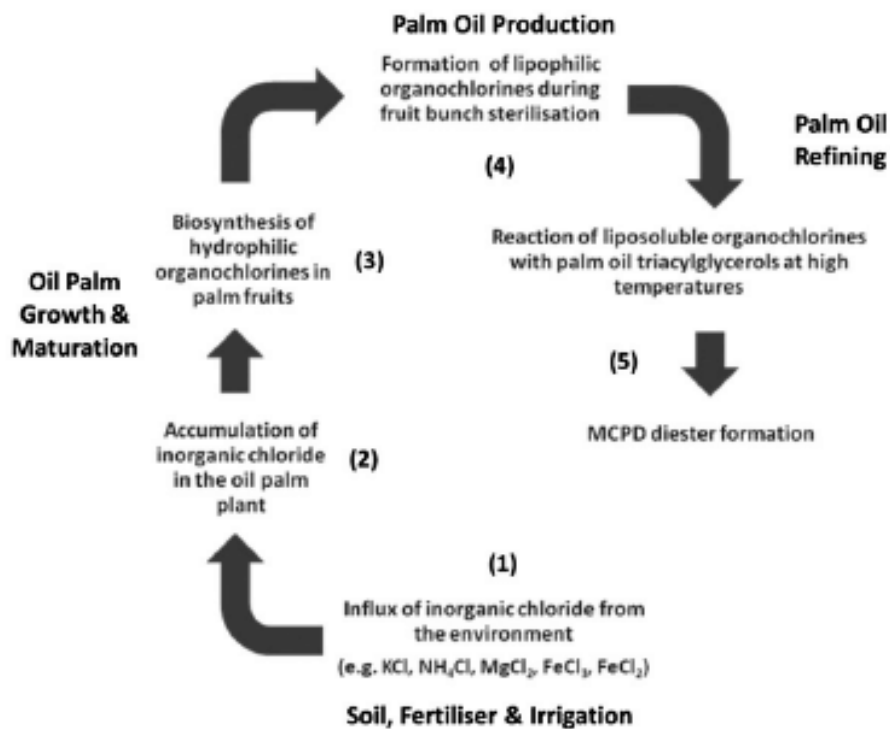 Palm Oil Production
Formation of lipophilic
organochlorines during
fruit bunch sterilisation
(4)
Palm Oil
Refining
Reaction of liposoluble organochlorines
with palm oil triacylglycerols at high
temperatures
(5)
MCPD diester formation
Biosynthesis of
hydrophilic
organochlorines in
palm fruits
(3)
Oil Palm
Growth &
Maturation
Accumulation of
inorganic chloride
in the oil palm
plant
(2)
(1)
Influx of inorganic chloride from
the environment
(e.g. KCl, NH₄Cl, MgCl₂, FeCl₃, FeCl₂)
Soil, Fertiliser & Irrigation